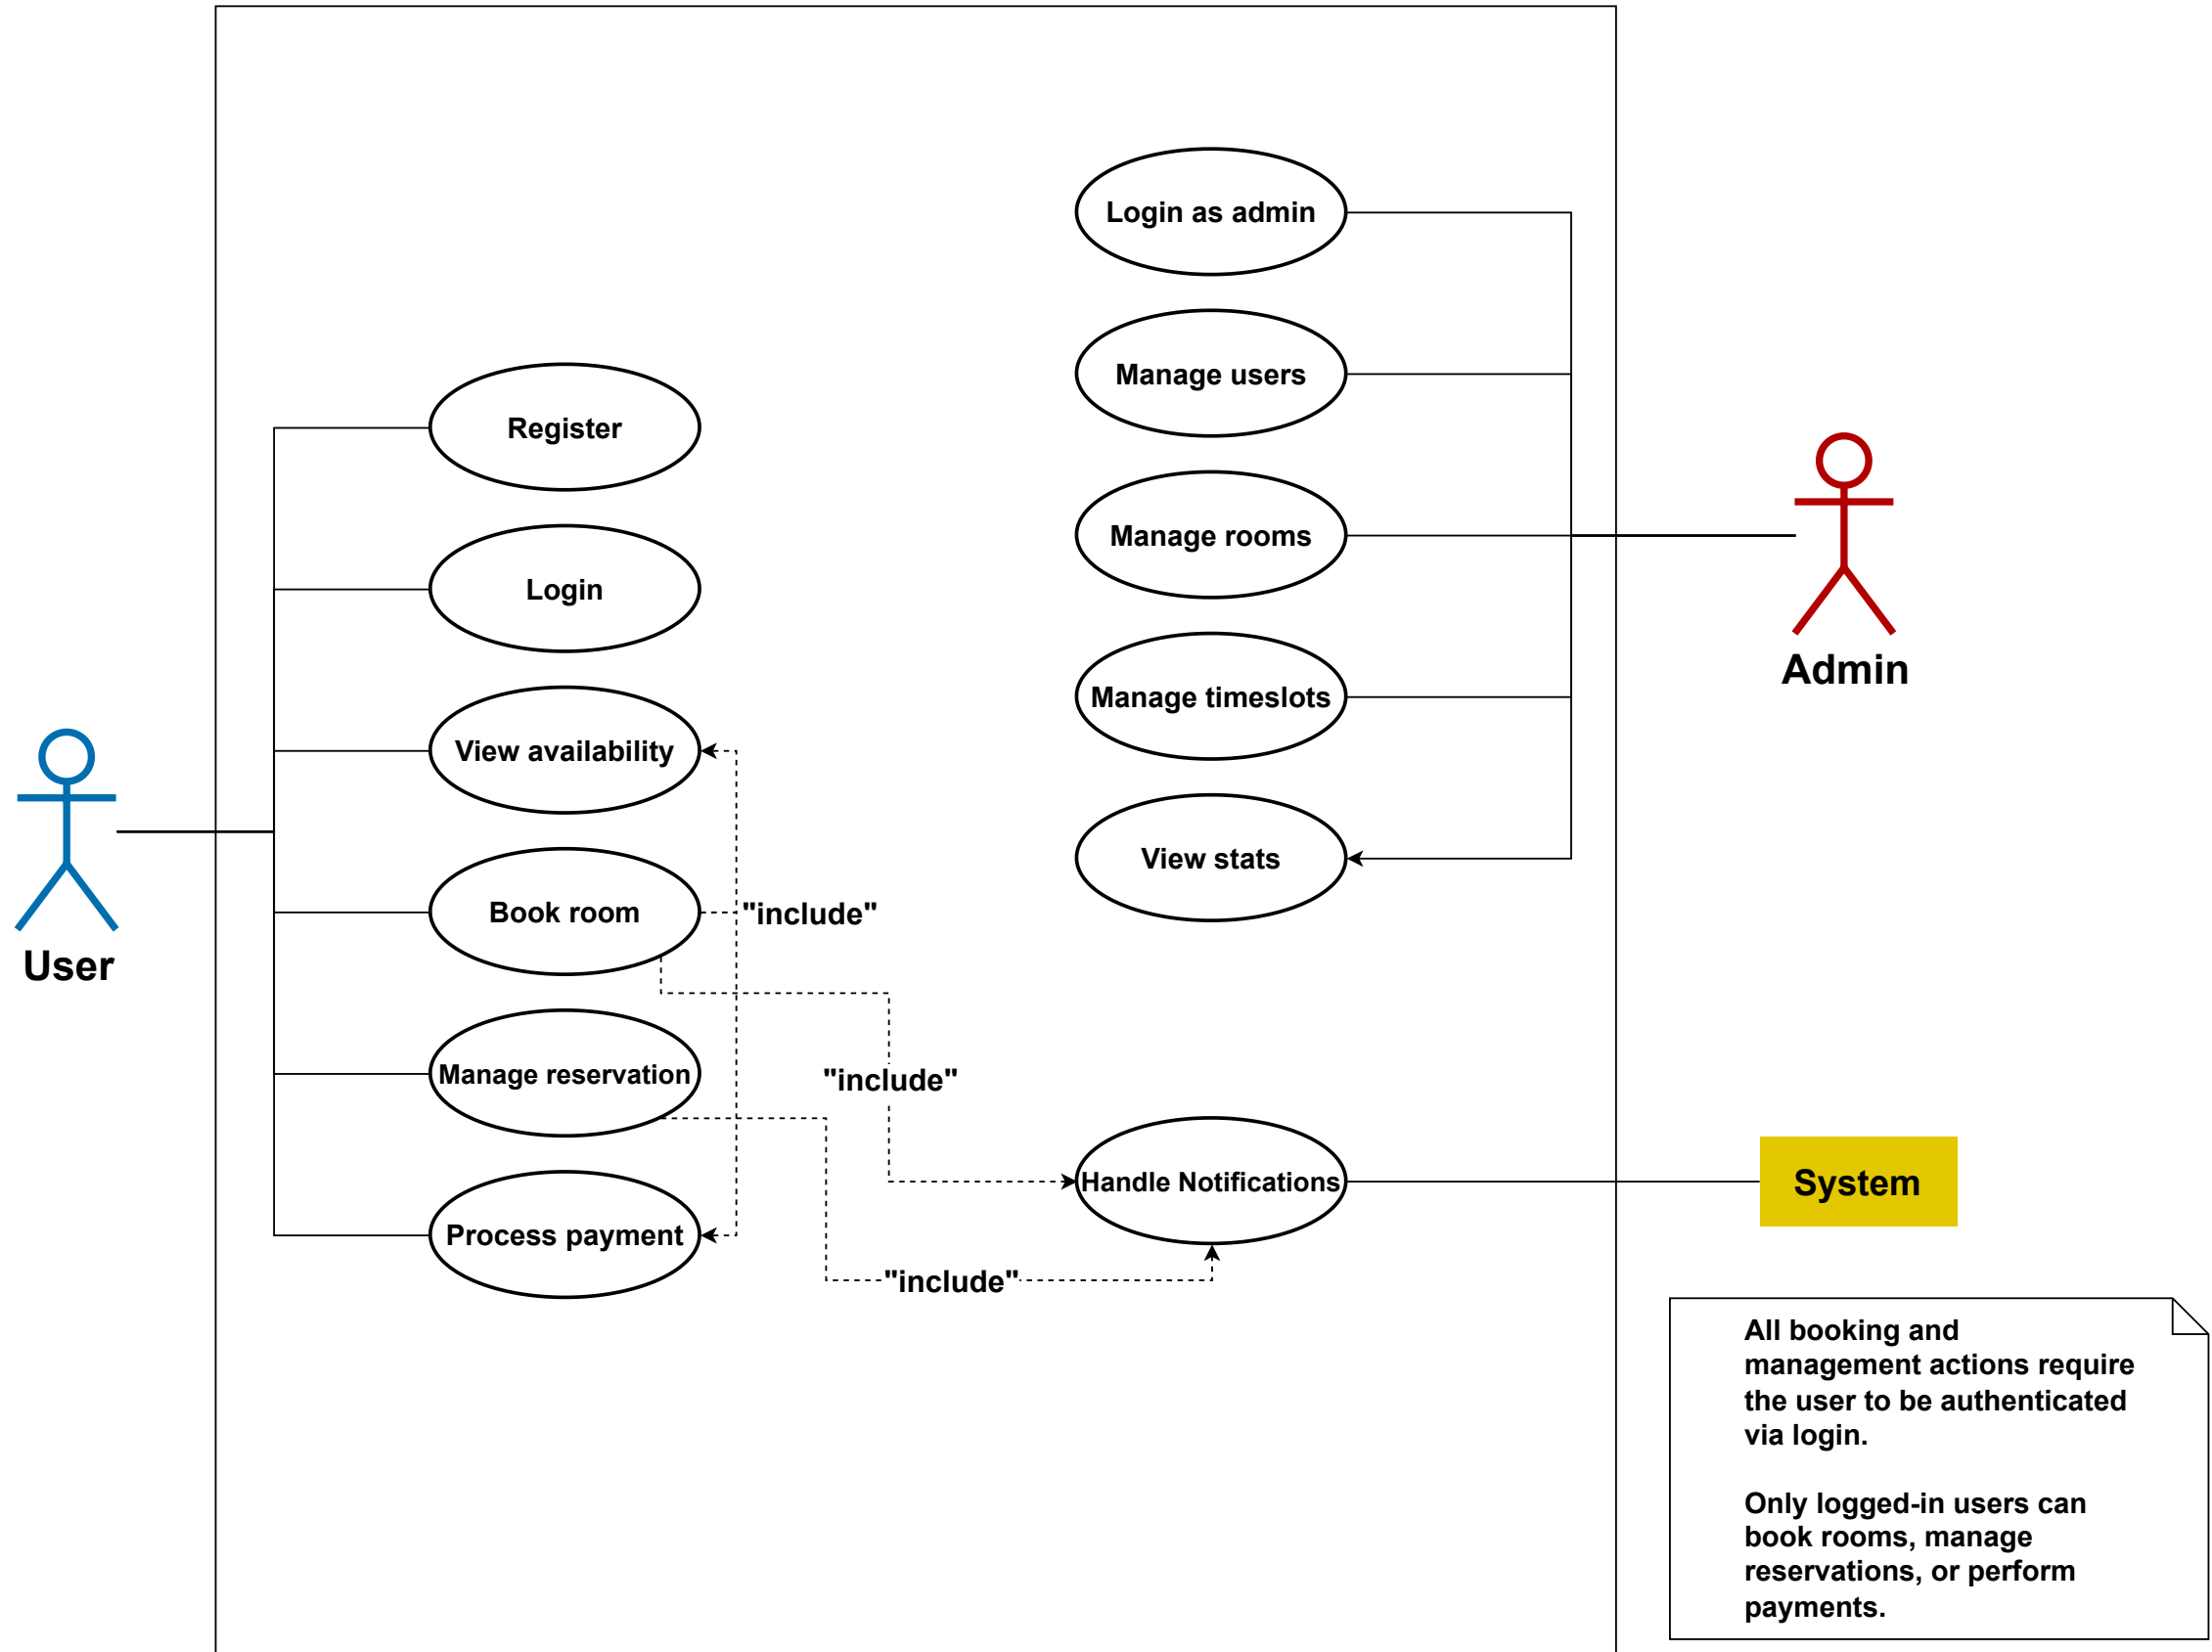 Login as admin
Manage users
Register
Manage rooms
Login
Admin
Manage timeslots
View availability
View stats
Book room
"include"
User
Manage reservation
"include"
Handle Notifications
System
Process payment
"include"
All booking and
management actions require
the user to be authenticated
via login.
Only logged-in users can
book rooms, manage
reservations, or perform
payments.